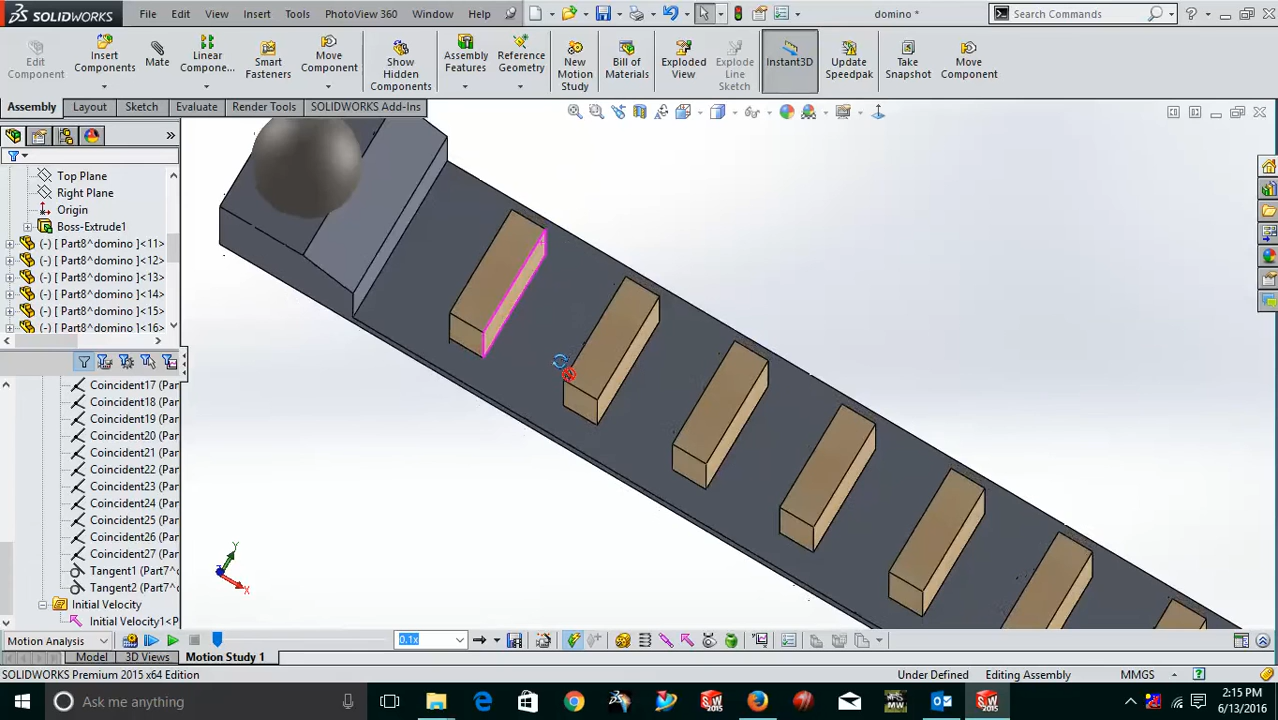 SOLIDWORKS File Edit View Insert Tools PhotoView 360 Window Help domino * Search Commands
Edit Component
Insert Components
Mate
Linear Compone...
Smart Fasteners
Move Component
Show Hidden Components
Assembly Features
Reference Geometry
New Motion Study
Bill of Materials
Exploded View
Explode Line Sketch
Instant3D
Update Speedpak
Take Snapshot
Move Component
Assembly Layout Sketch Evaluate Render Tools SOLIDWORKS Add-Ins
Top Plane
Right Plane
Origin
Boss-Extrude1
(-) [ Part8^domino ]<11>
(-) [ Part8^domino ]<12>
(-) [ Part8^domino ]<13>
(-) [ Part8^domino ]<14>
(-) [ Part8^domino ]<15>
(-) [ Part8^domino ]<16>
Coincident17 (Par
Coincident18 (Par
Coincident19 (Par
Coincident20 (Par
Coincident21 (Par
Coincident22 (Par
Coincident23 (Par
Coincident24 (Par
Coincident25 (Par
Coincident26 (Par
Coincident27 (Par
Tangent1 (Part7^c
Tangent2 (Part7^c
Initial Velocity
Initial Velocity1<P
Y
Z
X
Motion Analysis 0.1x
Model 3D Views Motion Study 1
SOLIDWORKS Premium 2015 x64 Edition Under Defined Editing Assembly MMGS
Ask me anything 2:15 PM
6/13/2016